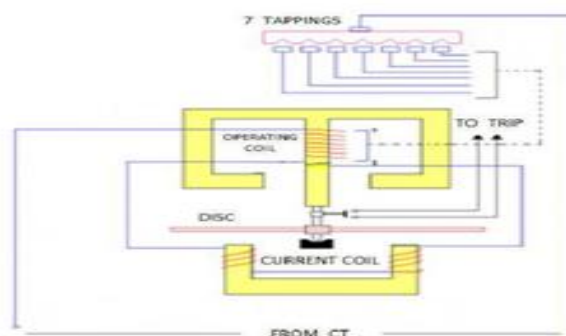 7 TAPPINGS
OPERATING
COIL
TO TRIP
DISC
CURRENT COIL
FROM CT